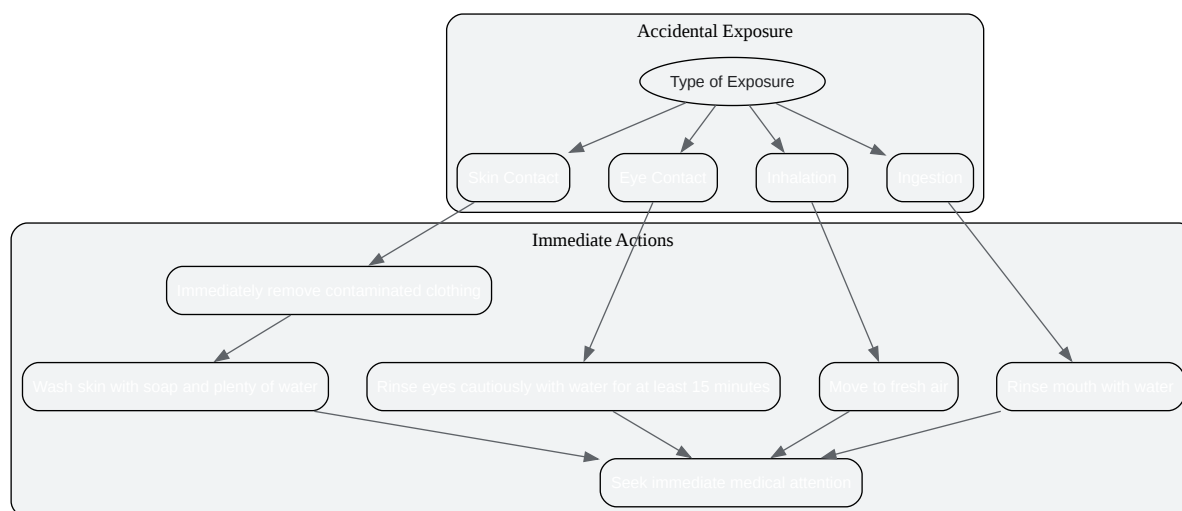 Accidental Exposure
Type of Exposure
Skin Contact
Eye Contact
Inhalation
Ingestion
Immediate Actions
Immediately remove contaminated clothing
Wash skin with soap and plenty of water
Rinse eyes cautiously with water for at least 15 minutes
Move to fresh air
Rinse mouth with water
Seek immediate medical attention